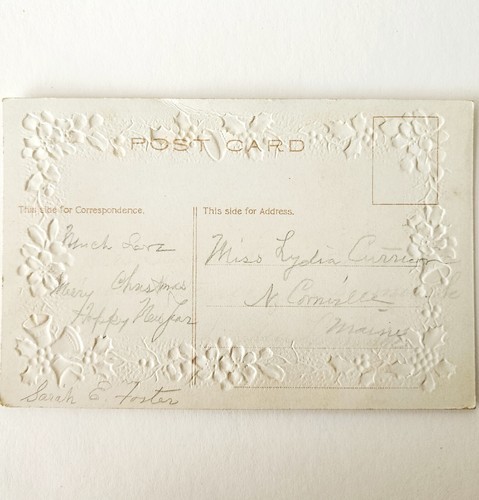 POST CARD
This side for Correspondence.
This side for Address.
Much Love
Merry Christmas
Happy New Year
Sarah E. Foster
Miss Lydia
N. Cornville
Maine